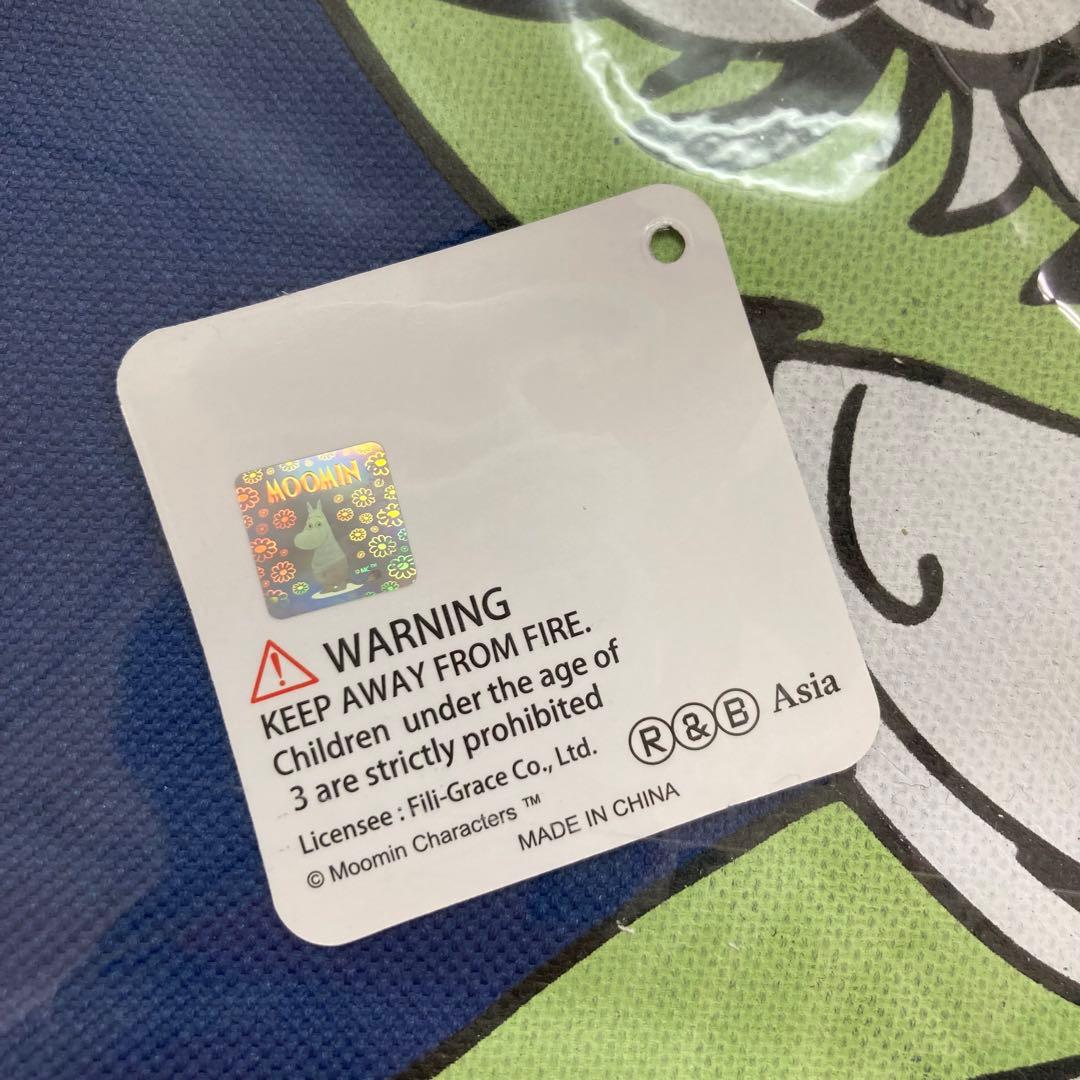 MOOMIN
©MC™
WARNING
KEEP AWAY FROM FIRE.
Children under the age of
3 are strictly prohibited
Licensee : Fili-Grace Co., Ltd.
© Moomin Characters ™
MADE IN CHINA
R&B Asia